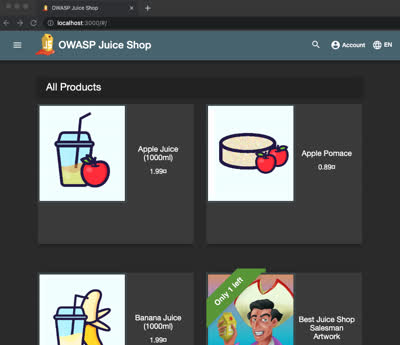 OWASP Juice Shop
localhost:3000/#/
OWASP Juice Shop
Account
EN
All Products
Apple Juice
(1000ml)
1.99¤
Apple Pomace
0.89¤
Banana Juice
(1000ml)
1.99¤
Only 1 left
Best Juice Shop
Salesman
Artwork